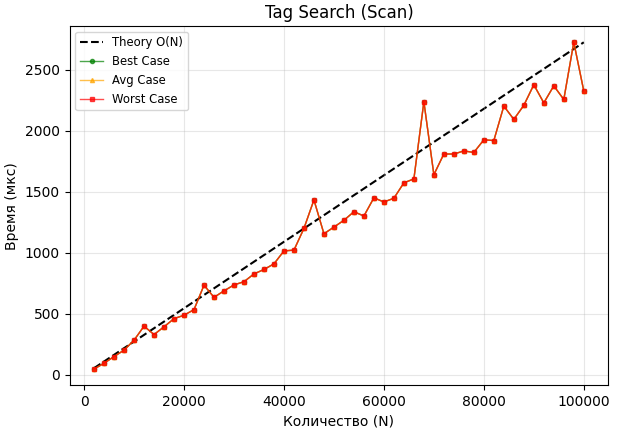 Tag Search (Scan)
Theory O(N)
Best Case
Avg Case
Worst Case
Время (мкс)
2500
2000
1500
1000
500
0
0 20000 40000 60000 80000 100000
Количество (N)